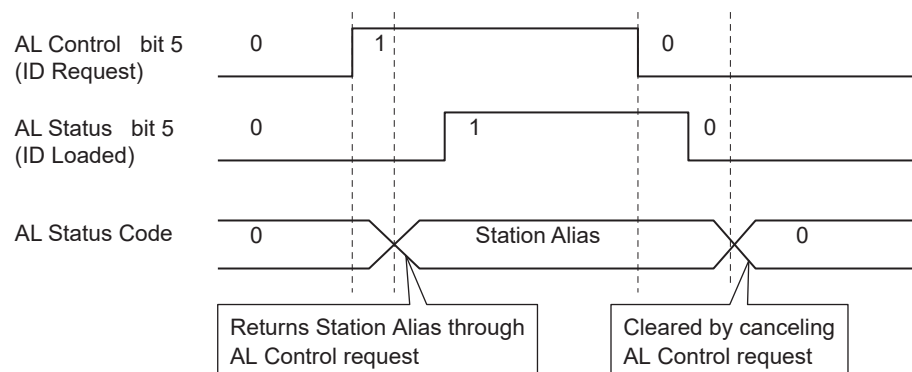 AL Control bit 5
(ID Request)
0
1
0
AL Status bit 5
(ID Loaded)
0
1
0
AL Status Code
0
Station Alias
0
Returns Station Alias through
AL Control request
Cleared by canceling
AL Control request